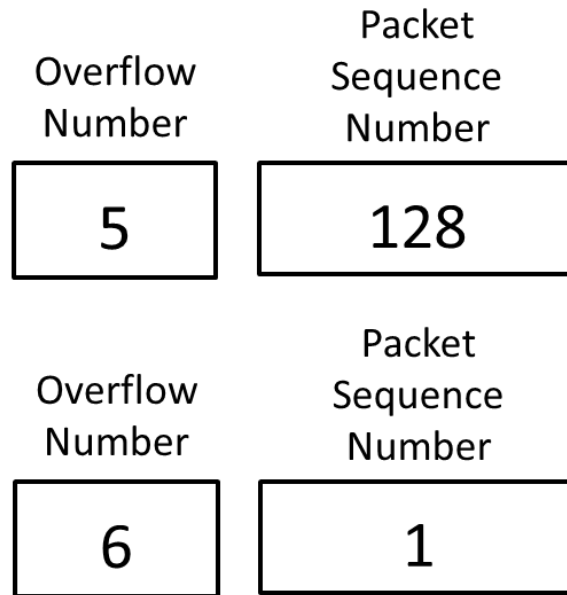 Overflow
Number
Packet
Sequence
Number
5
128
Overflow
Number
Packet
Sequence
Number
6
1